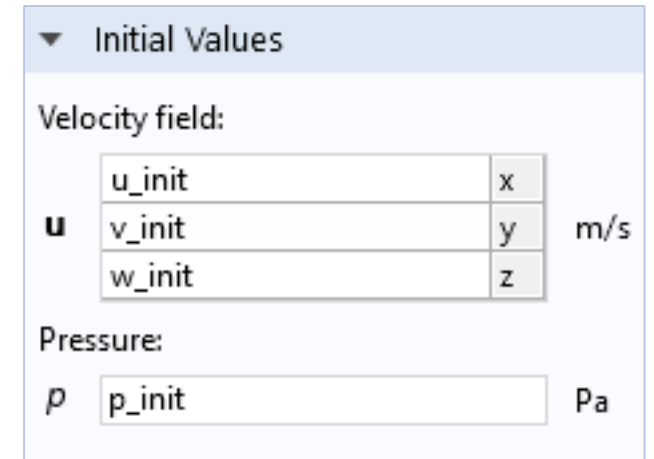 Initial Values
Velocity field:
u_init x
u v_init y m/s
w_init z
Pressure:
p p_init Pa